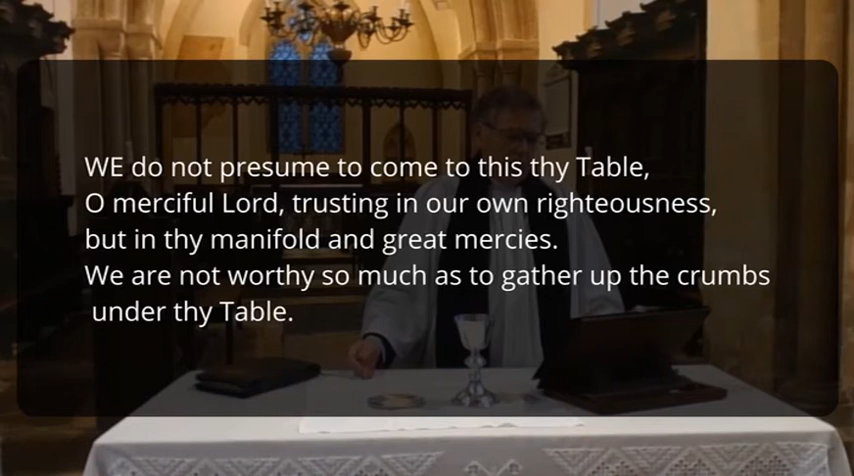 WE do not presume to come to this thy Table,
O merciful Lord, trusting in our own righteousness,
but in thy manifold and great mercies.
We are not worthy so much as to gather up the crumbs
under thy Table.